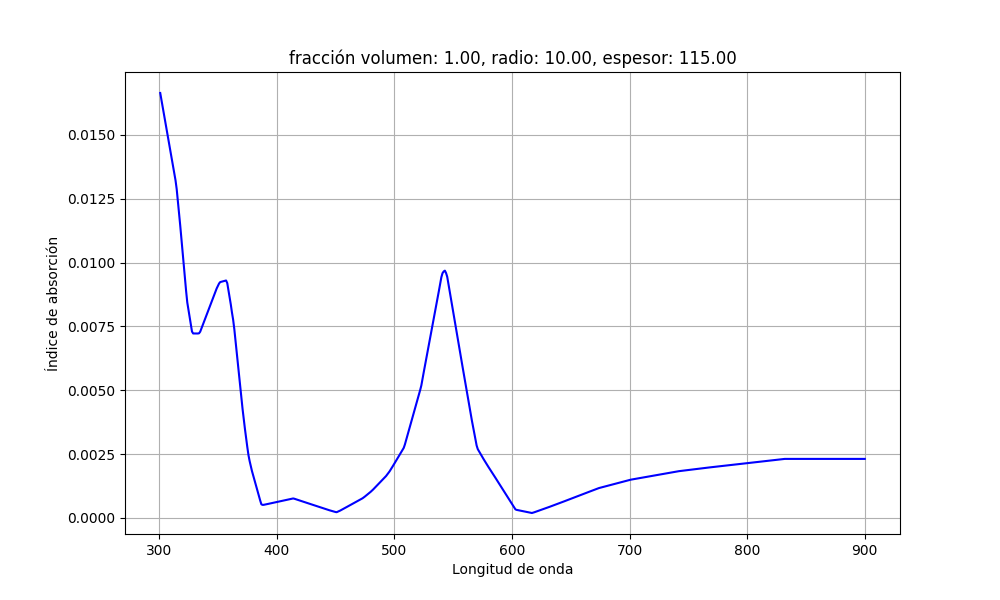 fracción volumen: 1.00, radio: 10.00, espesor: 115.00
Índice de absorción
0.0150
0.0125
0.0100
0.0075
0.0050
0.0025
0.0000
300 400 500 600 700 800 900
Longitud de onda